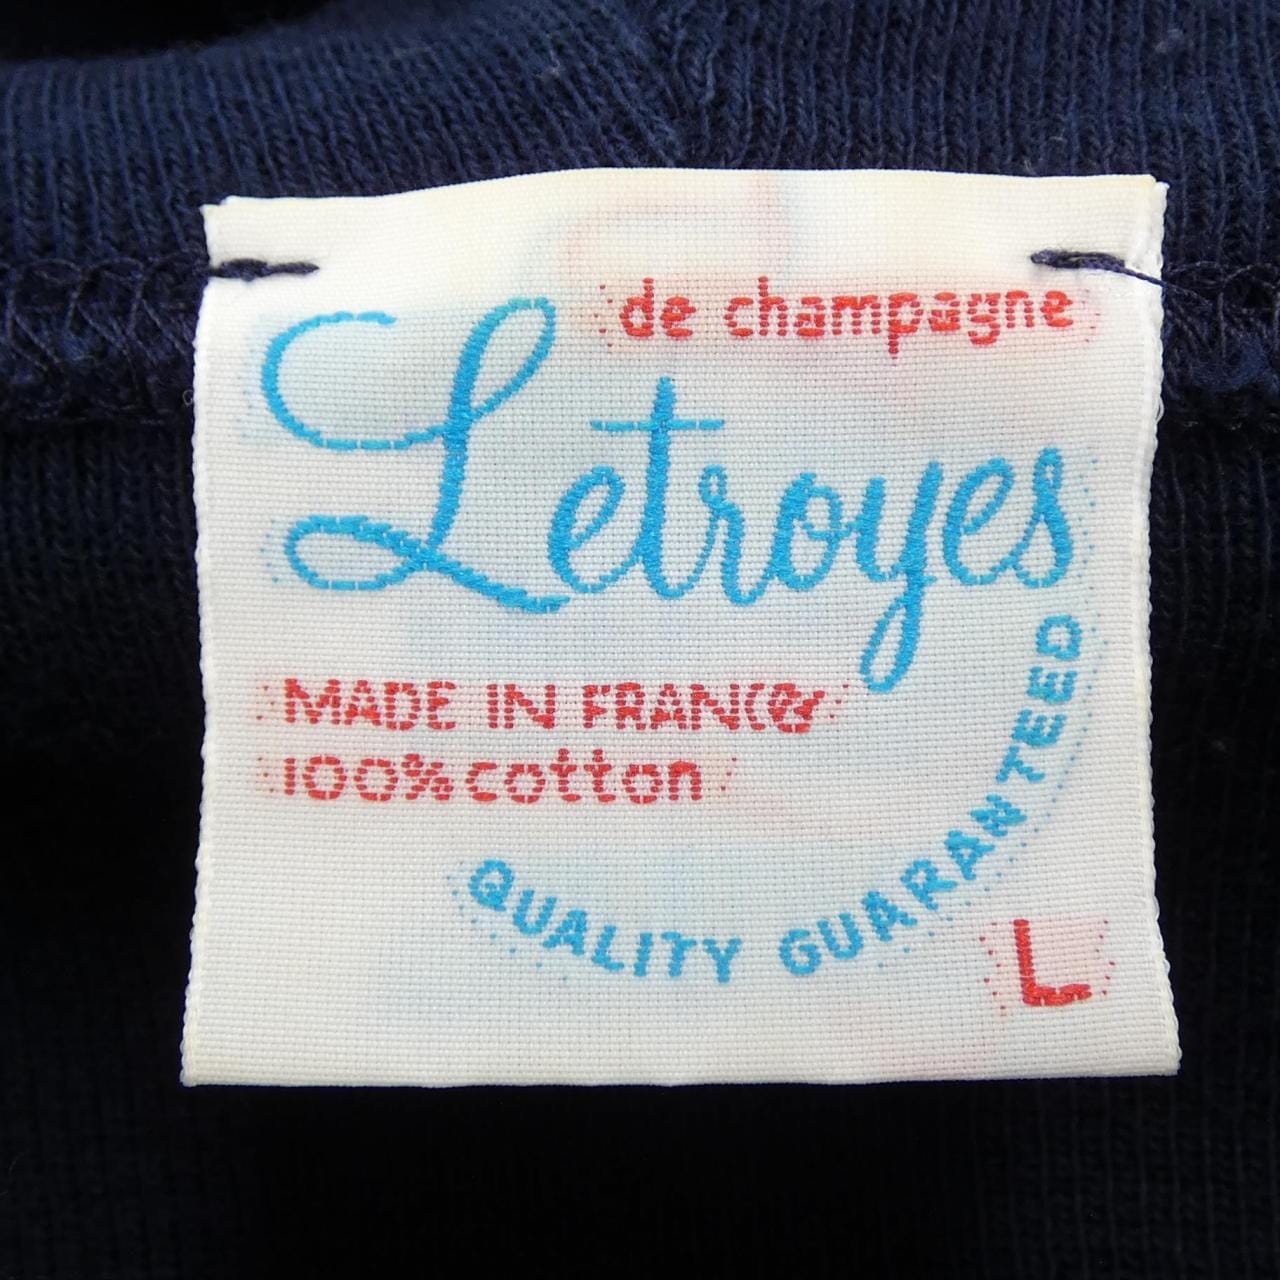 de champagne
Letroyes
MADE IN FRANCE
100% cotton
QUALITY GUARANTEED
L